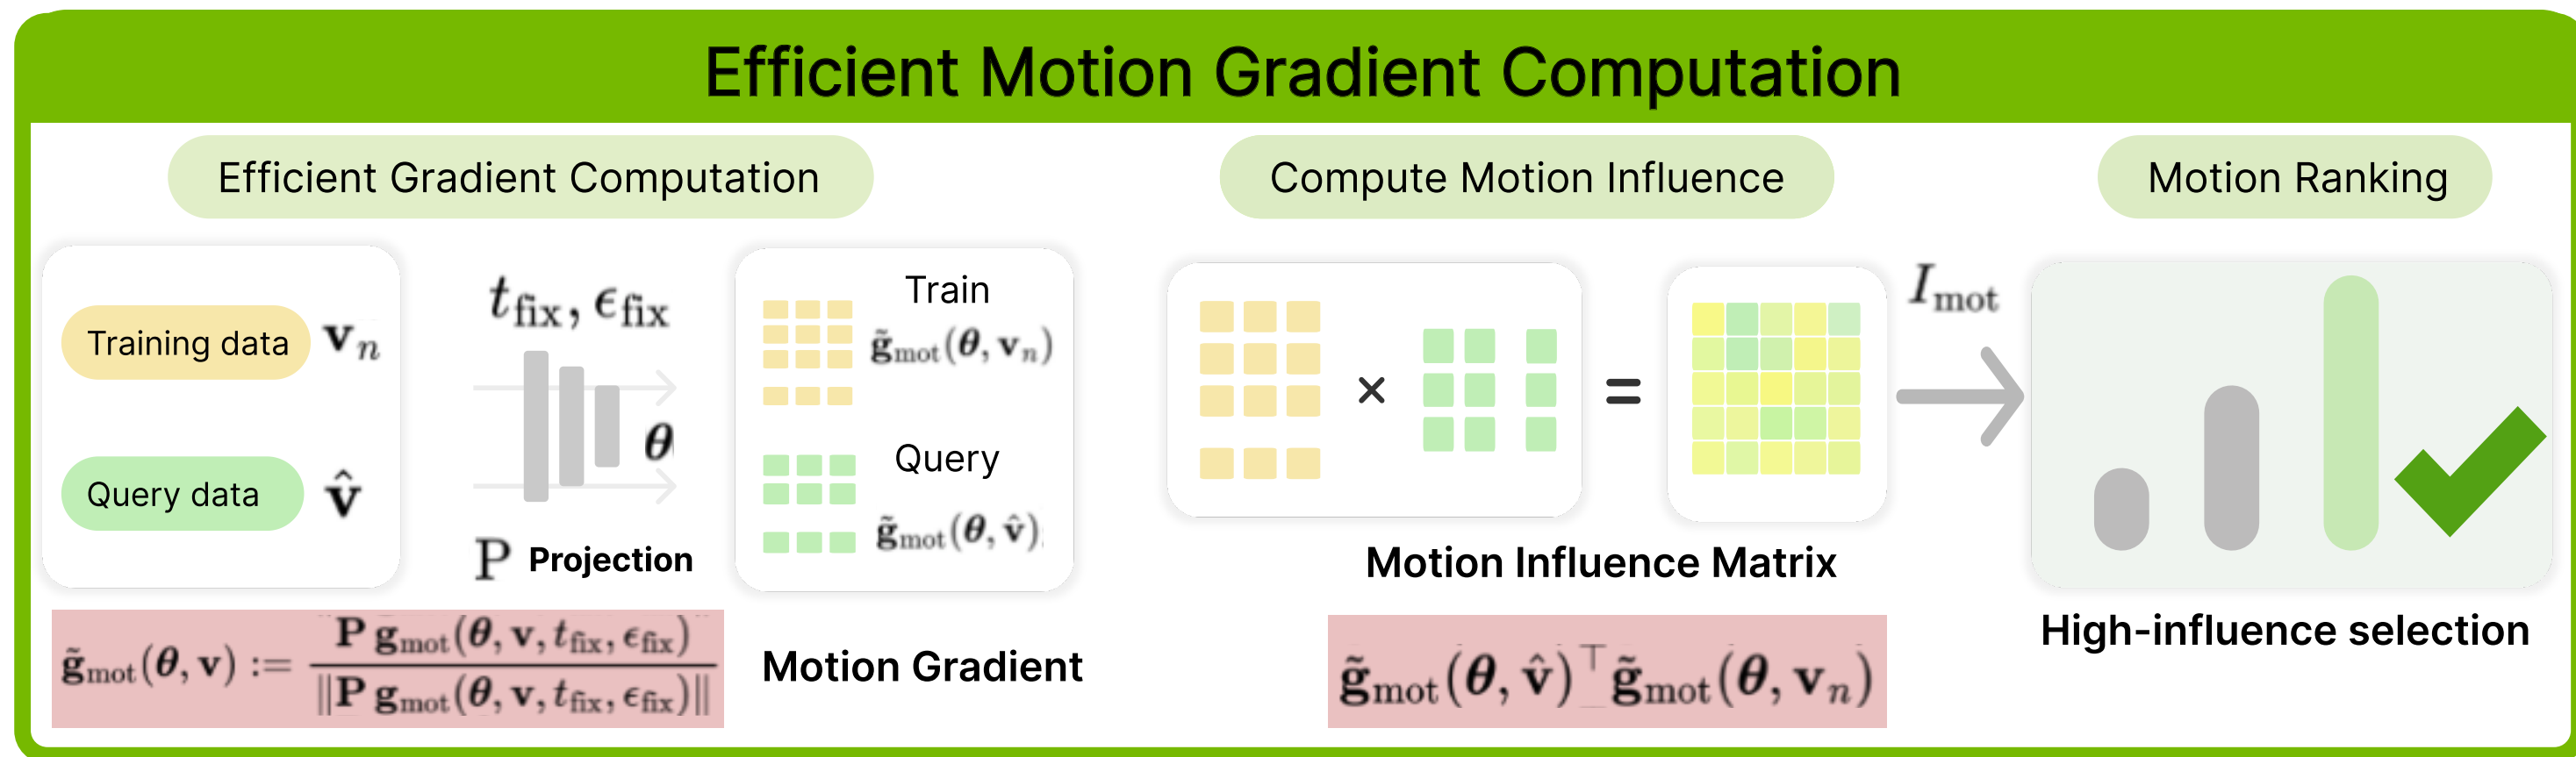 Efficient Motion Gradient Computation
Efficient Gradient Computation
Training data v_n
Query data v̂
t_fix, ϵ_fix
θ
P Projection
Train
g̃_mot(θ, v_n)
Query
g̃_mot(θ, v̂)
g̃_mot(θ, v) := P g_mot(θ, v, t_fix, ϵ_fix) / ‖P g_mot(θ, v, t_fix, ϵ_fix)‖
Motion Gradient
Compute Motion Influence
× =
Motion Influence Matrix
g̃_mot(θ, v̂)^⊤ g̃_mot(θ, v_n)
I_mot
Motion Ranking
High-influence selection